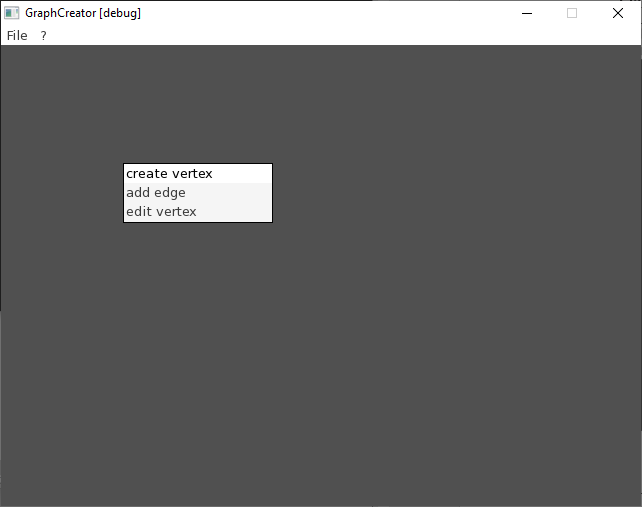 GraphCreator [debug]
File ?
create vertex
add edge
edit vertex